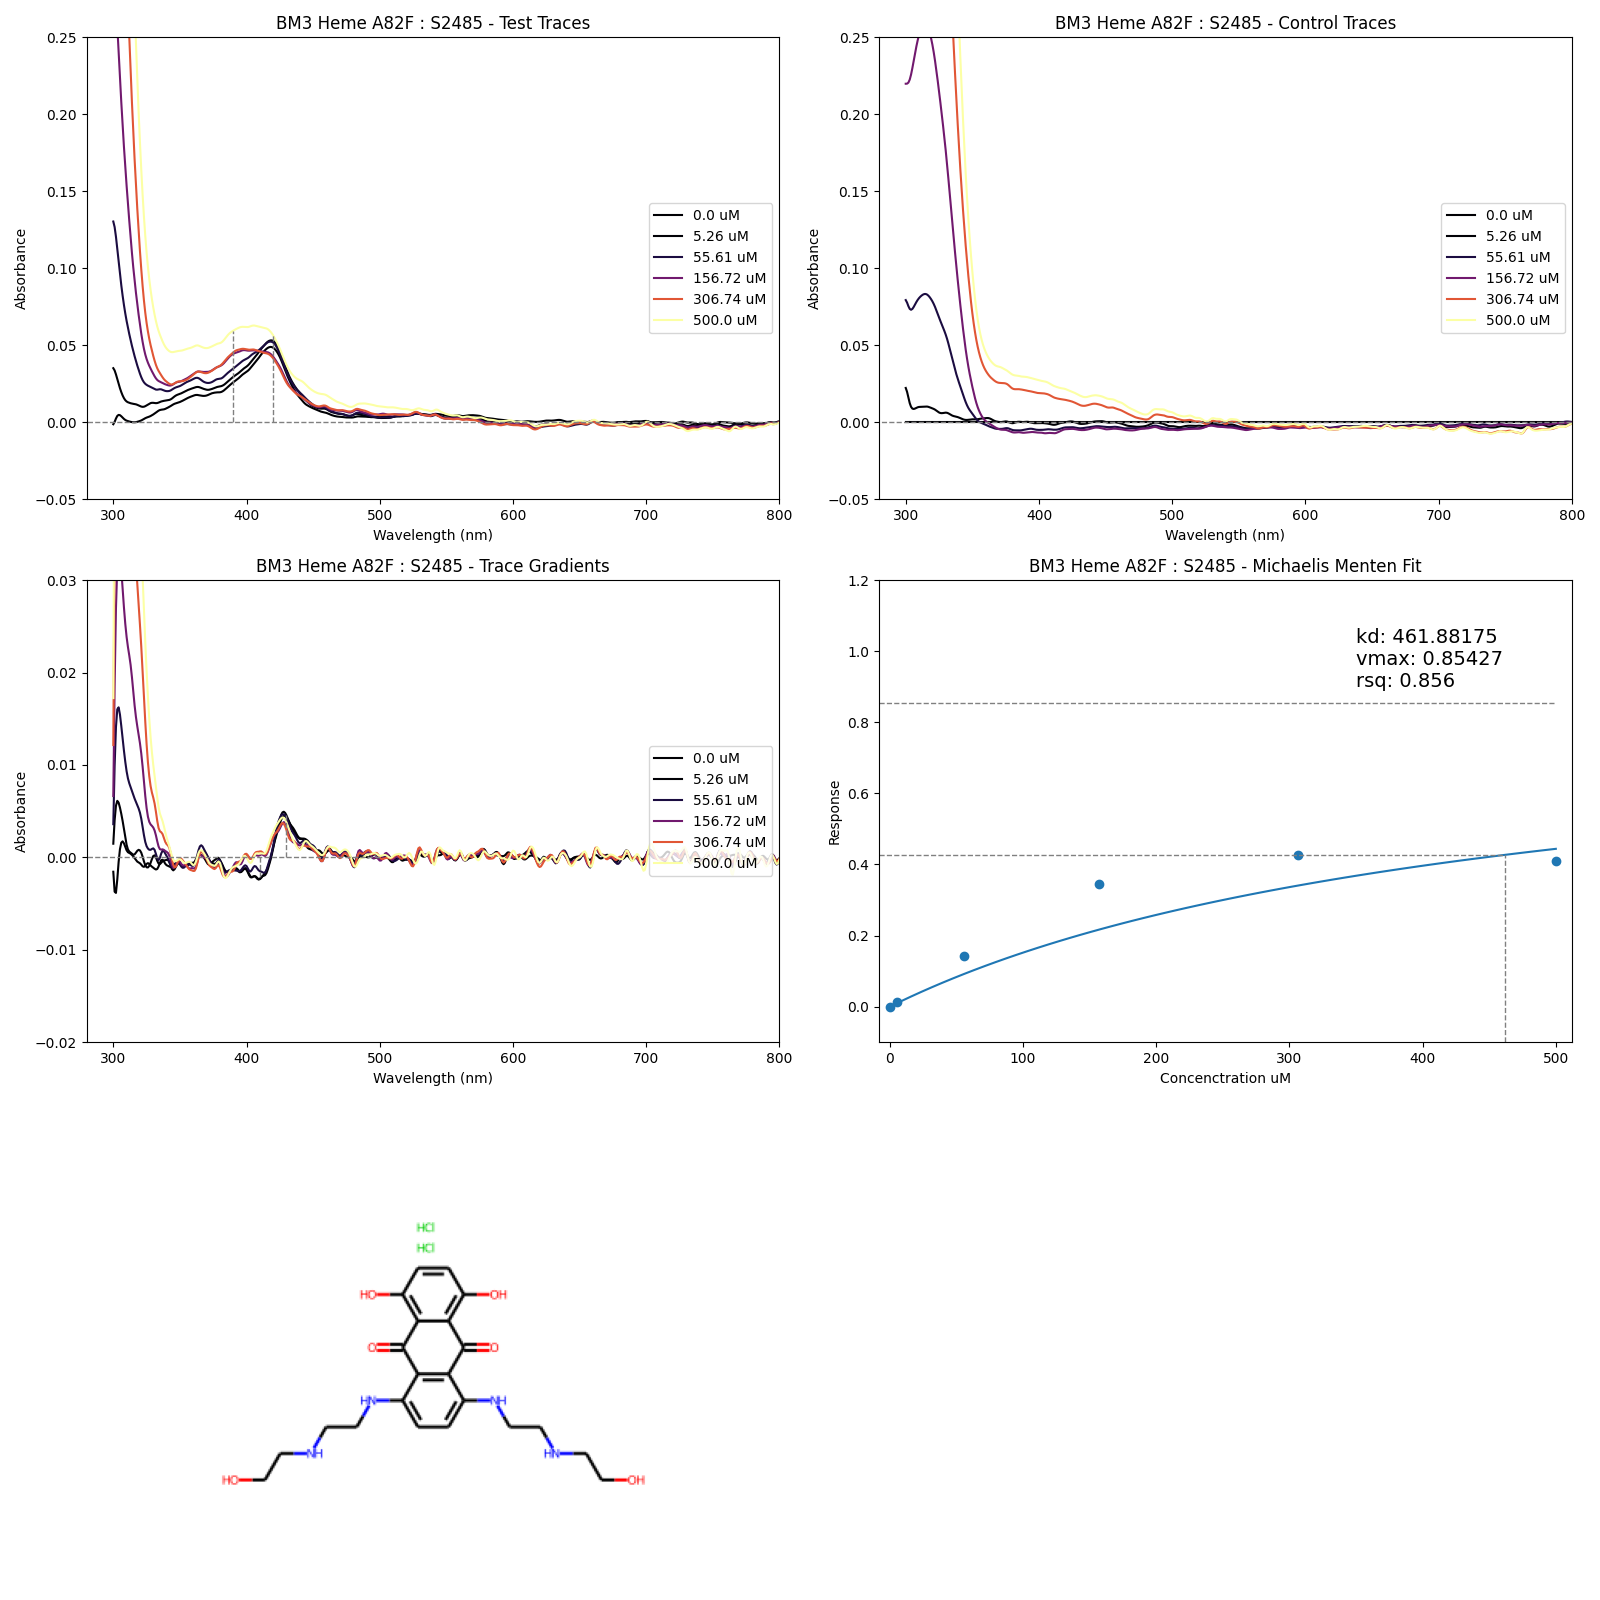 BM3 Heme A82F : S2485 - Test Traces
0.25
0.20
0.15
0.10
0.05
0.00
−0.05
Absorbance
300 400 500 600 700 800
Wavelength (nm)
0.0 uM
5.26 uM
55.61 uM
156.72 uM
306.74 uM
500.0 uM
BM3 Heme A82F : S2485 - Control Traces
0.25
0.20
0.15
0.10
0.05
0.00
−0.05
Absorbance
300 400 500 600 700 800
Wavelength (nm)
0.0 uM
5.26 uM
55.61 uM
156.72 uM
306.74 uM
500.0 uM
BM3 Heme A82F : S2485 - Trace Gradients
0.03
0.02
0.01
0.00
−0.01
−0.02
Absorbance
300 400 500 600 700 800
Wavelength (nm)
0.0 uM
5.26 uM
55.61 uM
156.72 uM
306.74 uM
500.0 uM
BM3 Heme A82F : S2485 - Michaelis Menten Fit
1.2
1.0
0.8
0.6
0.4
0.2
0.0
Response
0 100 200 300 400 500
Concenctration uM
kd: 461.88175
vmax: 0.85427
rsq: 0.856
HCl
HCl
HO OH
O O
HN NH
NH HN
HO OH